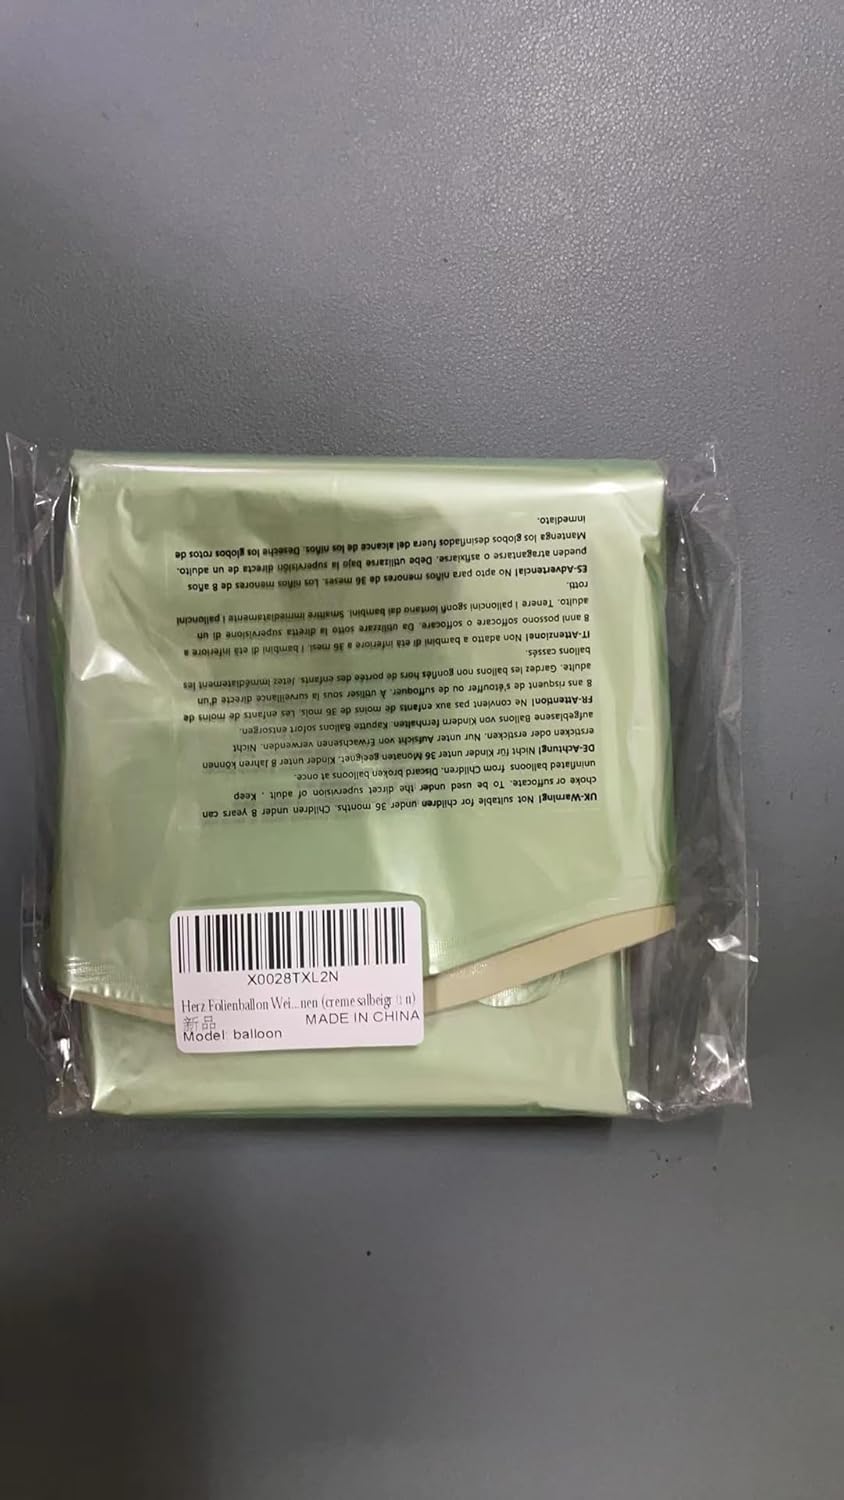 UK-Warning! Not suitable for children under 36 months. Children under 8 years can
choke or suffocate. To be used under the dircet supervision of adult . Keep
uninflated balloons from Children. Discard broken balloons at once.
DE-Achtung! Nicht für Kinder unter 36 Monaten geeignet. Kinder unter 8 Jahren können
ersticken oder ersticken. Nur unter Aufsicht von Erwachsenen verwenden. Nicht
aufgeblasene Ballons von Kindern fernhalten. Kaputte Ballons sofort entsorgen.
FR-Attention! Ne convient pas aux enfants de moins de 36 mois. Les enfants de moins de
8 ans risquent de s'étouffer ou de suffoquer. À utiliser sous la surveillance directe d'un
adulte. Gardez les ballons non gonflés hors de portée des enfants. Jetez immédiatement les
ballons cassés.
IT-Attenzione! Non adatto a bambini di età inferiore a 36 mesi. I bambini di età inferiore a
8 anni possono soffocare o soffocare. Da utilizzare sotto la diretta supervisione di un
adulto. Tenere i palloncini sgonfi lontano dai bambini. Smaltire immediatamente i palloncini
rotti.
ES-Advertencia! No apto para niños menores de 36 meses. Los niños menores de 8 años
pueden atragantarse o asfixiarse. Debe utilizarse bajo la supervisión directa de un adulto.
Mantenga los globos desinflados fuera del alcance de los niños. Deseche los globos rotos de
inmediato.
X0028TXL2N
Herz Folienballon Wei...nen (creme salbeigr ü n)
新品 MADE IN CHINA
Model: balloon